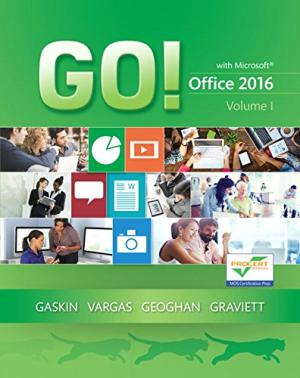 GO!
with Microsoft®
Office 2016
Volume I
PROCERT
MOS Certification Prep
GASKIN VARGAS GEOGHAN GRAVIETT